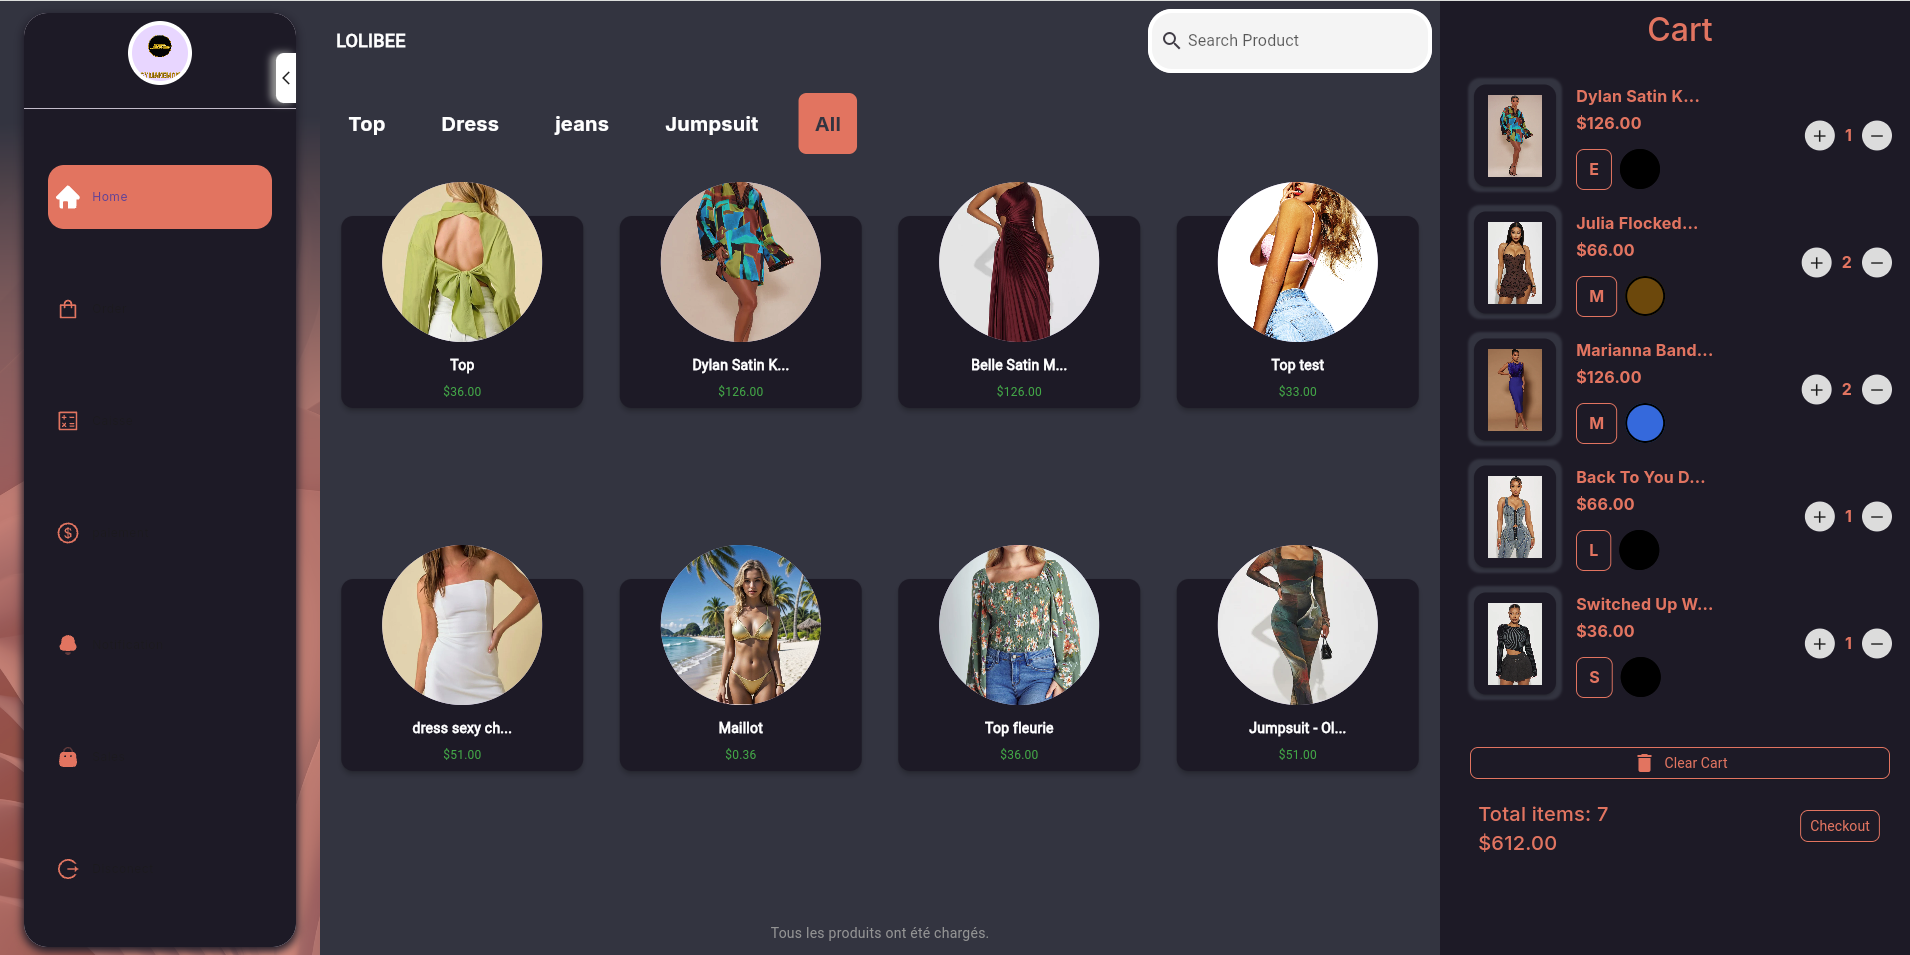 LOLIBEE
Search Product
Top
Dress
jeans
Jumpsuit
All
Home
Top
$36.00
Dylan Satin K...
$126.00
Belle Satin M...
$126.00
Top test
$33.00
dress sexy ch...
$51.00
Maillot
$0.36
Top fleurie
$36.00
Jumpsuit - Ol...
$51.00
Tous les produits ont été chargés.
Cart
Dylan Satin K...
$126.00
+ 1 −
E
Julia Flocked...
$66.00
+ 2 −
M
Marianna Band...
$126.00
+ 2 −
M
Back To You D...
$66.00
+ 1 −
L
Switched Up W...
$36.00
+ 1 −
S
Clear Cart
Total items: 7
$612.00
Checkout